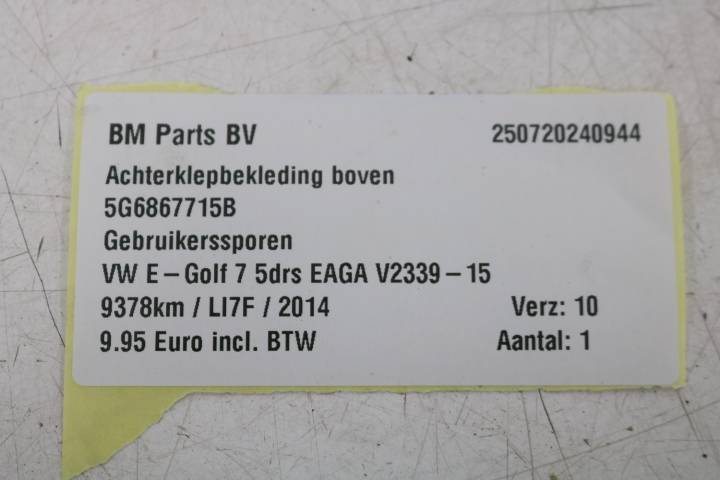 BM Parts BV 250720240944
Achterklepbekleding boven
5G6867715B
Gebruikerssporen
VW E-Golf 7 5drs EAGA V2339-15
9378km / LI7F / 2014 Verz: 10
9.95 Euro incl. BTW Aantal: 1